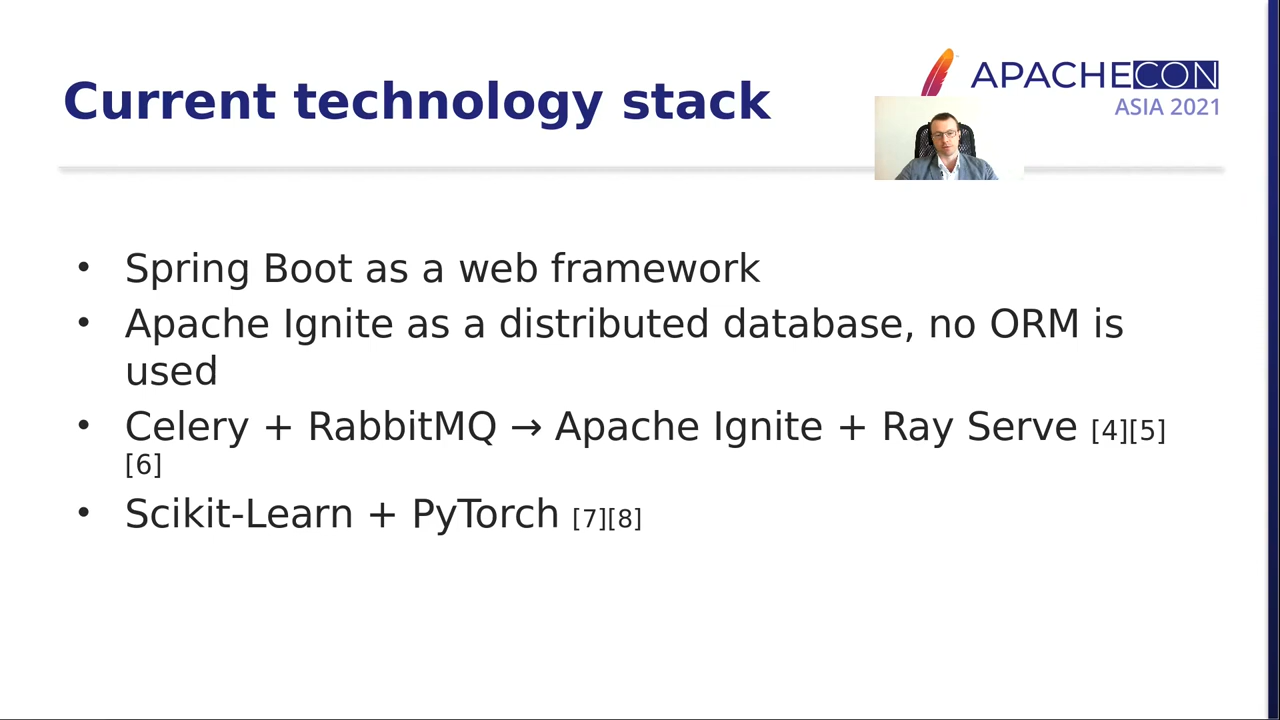 APACHECON
ASIA 2021
Current technology stack
• Spring Boot as a web framework
• Apache Ignite as a distributed database, no ORM is
used
• Celery + RabbitMQ → Apache Ignite + Ray Serve [4][5]
[6]
• Scikit-Learn + PyTorch [7][8]